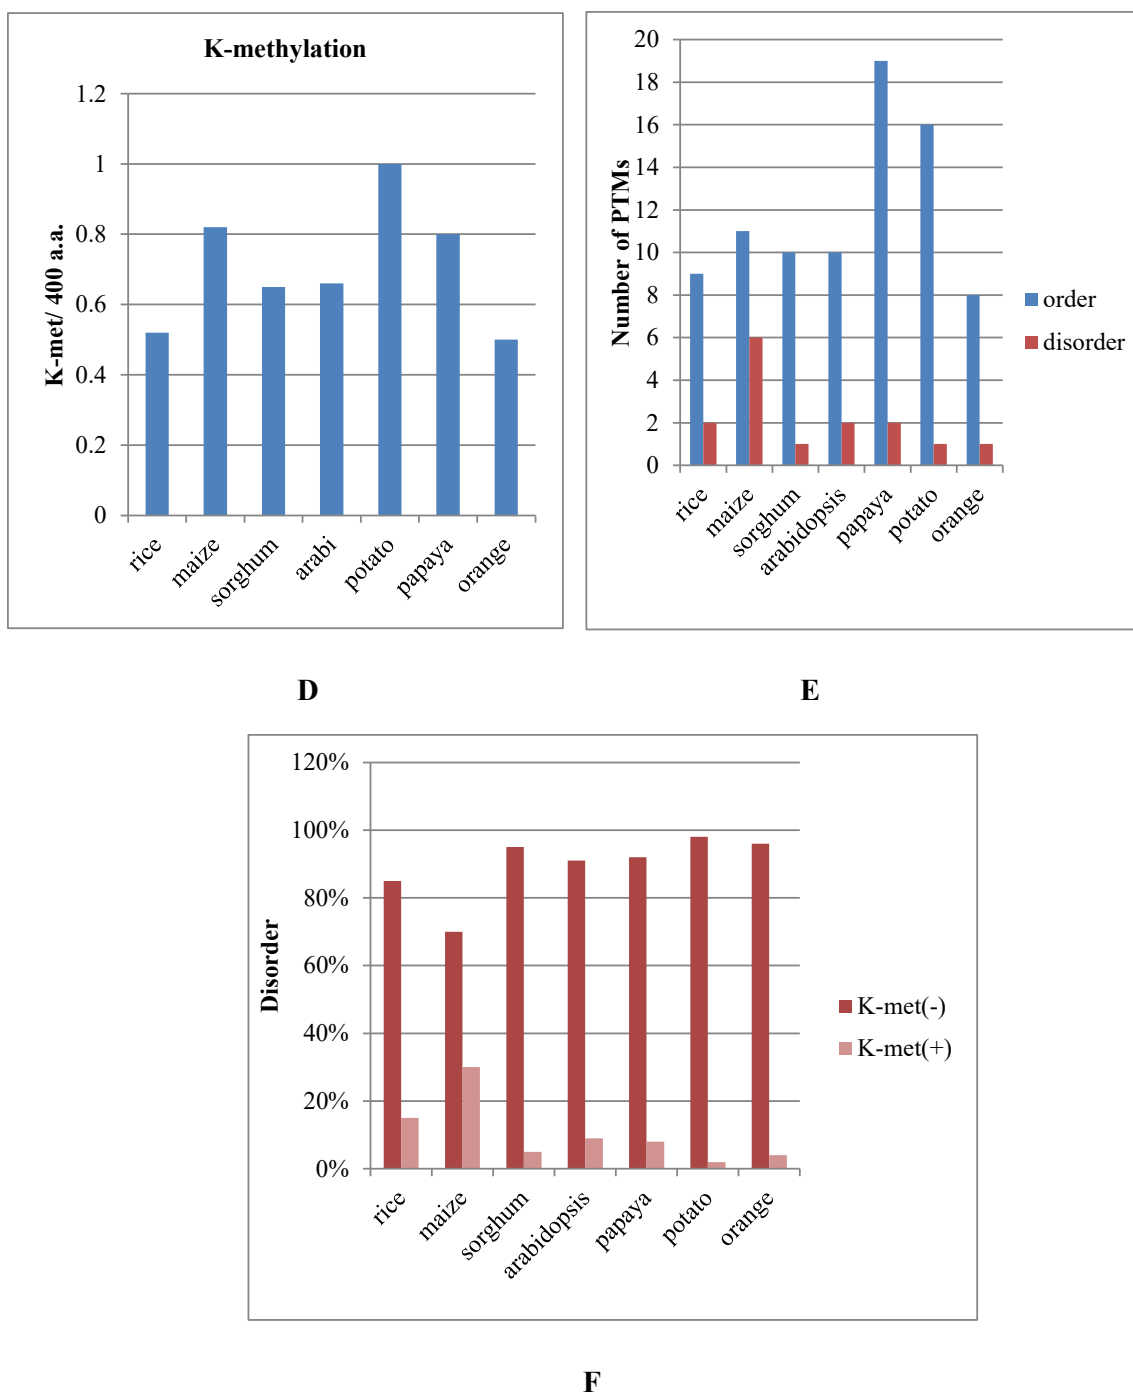 K-methylation
K-met/ 400 a.a.
1.2
1
0.8
0.6
0.4
0.2
0
rice
maize
sorghum
arabi
potato
papaya
orange
Number of PTMs
20
18
16
14
12
10
8
6
4
2
0
rice
maize
sorghum
arabidopsis
papaya
potato
orange
order
disorder
D
E
Disorder
120%
100%
80%
60%
40%
20%
0%
rice
maize
sorghum
arabidopsis
papaya
potato
orange
K-met(-)
K-met(+)
F